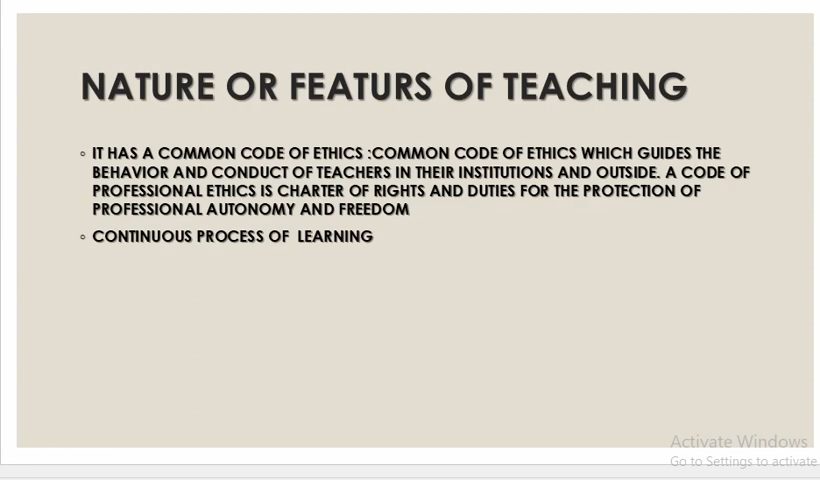 NATURE OR FEATURS OF TEACHING
◦ IT HAS A COMMON CODE OF ETHICS :COMMON CODE OF ETHICS WHICH GUIDES THE
BEHAVIOR AND CONDUCT OF TEACHERS IN THEIR INSTITUTIONS AND OUTSIDE. A CODE OF
PROFESSIONAL ETHICS IS CHARTER OF RIGHTS AND DUTIES FOR THE PROTECTION OF
PROFESSIONAL AUTONOMY AND FREEDOM
◦ CONTINUOUS PROCESS OF  LEARNING
Activate Windows
Go to Settings to activate